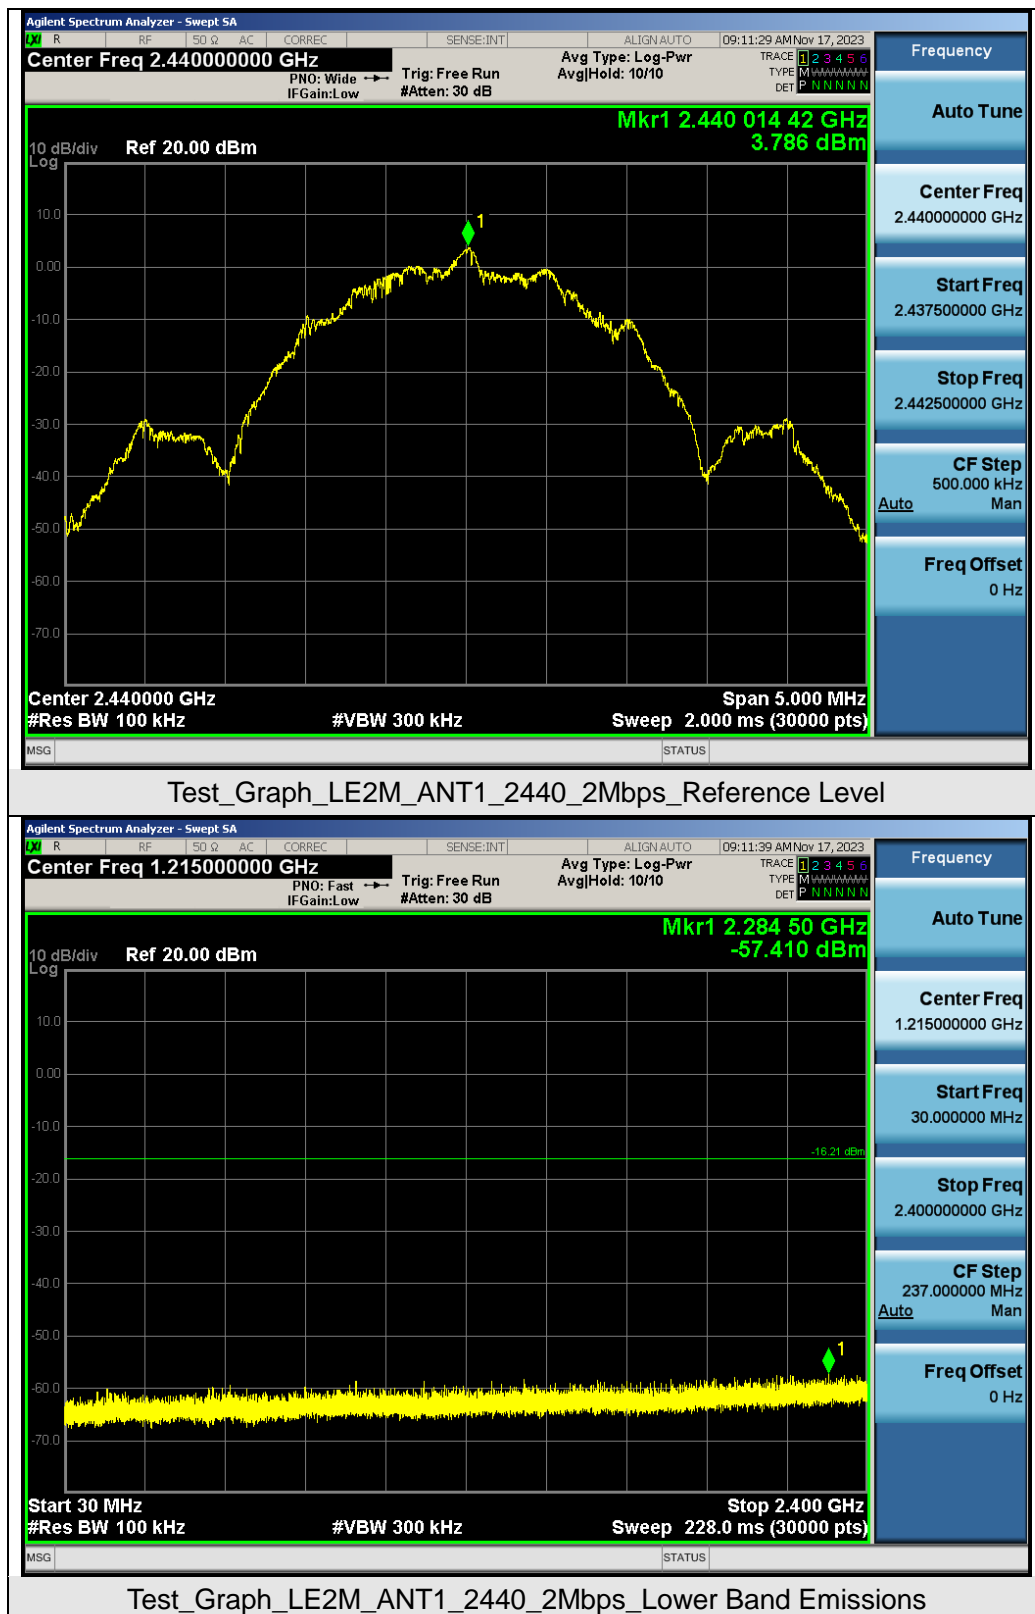 Agilent Spectrum Analyzer - Swept SA
LXI R RF 50 Ω AC CORREC SENSE:INT ALIGN AUTO 09:11:29 AM Nov 17, 2023
Center Freq 2.440000000 GHz
PNO: Wide
IFGain:Low
Trig: Free Run
#Atten: 30 dB
Avg Type: Log-Pwr
Avg|Hold: 10/10
TRACE 1 2 3 4 5 6
TYPE M WWWWW
DET P N N N N N
Frequency
Auto Tune
Center Freq
2.440000000 GHz
Start Freq
2.437500000 GHz
Stop Freq
2.442500000 GHz
CF Step
500.000 kHz
Auto Man
Freq Offset
0 Hz
Mkr1 2.440 014 42 GHz
3.786 dBm
10 dB/div Ref 20.00 dBm
Log
10.0
0.00
-10.0
-20.0
-30.0
-40.0
-50.0
-60.0
-70.0
1
Center 2.440000 GHz Span 5.000 MHz
#Res BW 100 kHz #VBW 300 kHz Sweep 2.000 ms (30000 pts)
MSG STATUS
Test_Graph_LE2M_ANT1_2440_2Mbps_Reference Level
Agilent Spectrum Analyzer - Swept SA
LXI R RF 50 Ω AC CORREC SENSE:INT ALIGN AUTO 09:11:39 AM Nov 17, 2023
Center Freq 1.215000000 GHz
PNO: Fast
IFGain:Low
Trig: Free Run
#Atten: 30 dB
Avg Type: Log-Pwr
Avg|Hold: 10/10
TRACE 1 2 3 4 5 6
TYPE M WWWWW
DET P N N N N N
Frequency
Auto Tune
Center Freq
1.215000000 GHz
Start Freq
30.000000 MHz
Stop Freq
2.400000000 GHz
CF Step
237.000000 MHz
Auto Man
Freq Offset
0 Hz
Mkr1 2.284 50 GHz
-57.410 dBm
10 dB/div Ref 20.00 dBm
Log
10.0
0.00
-10.0
-16.21 dBm
-20.0
-30.0
-40.0
-50.0
-60.0
-70.0
1
Start 30 MHz Stop 2.400 GHz
#Res BW 100 kHz #VBW 300 kHz Sweep 228.0 ms (30000 pts)
MSG STATUS
Test_Graph_LE2M_ANT1_2440_2Mbps_Lower Band Emissions